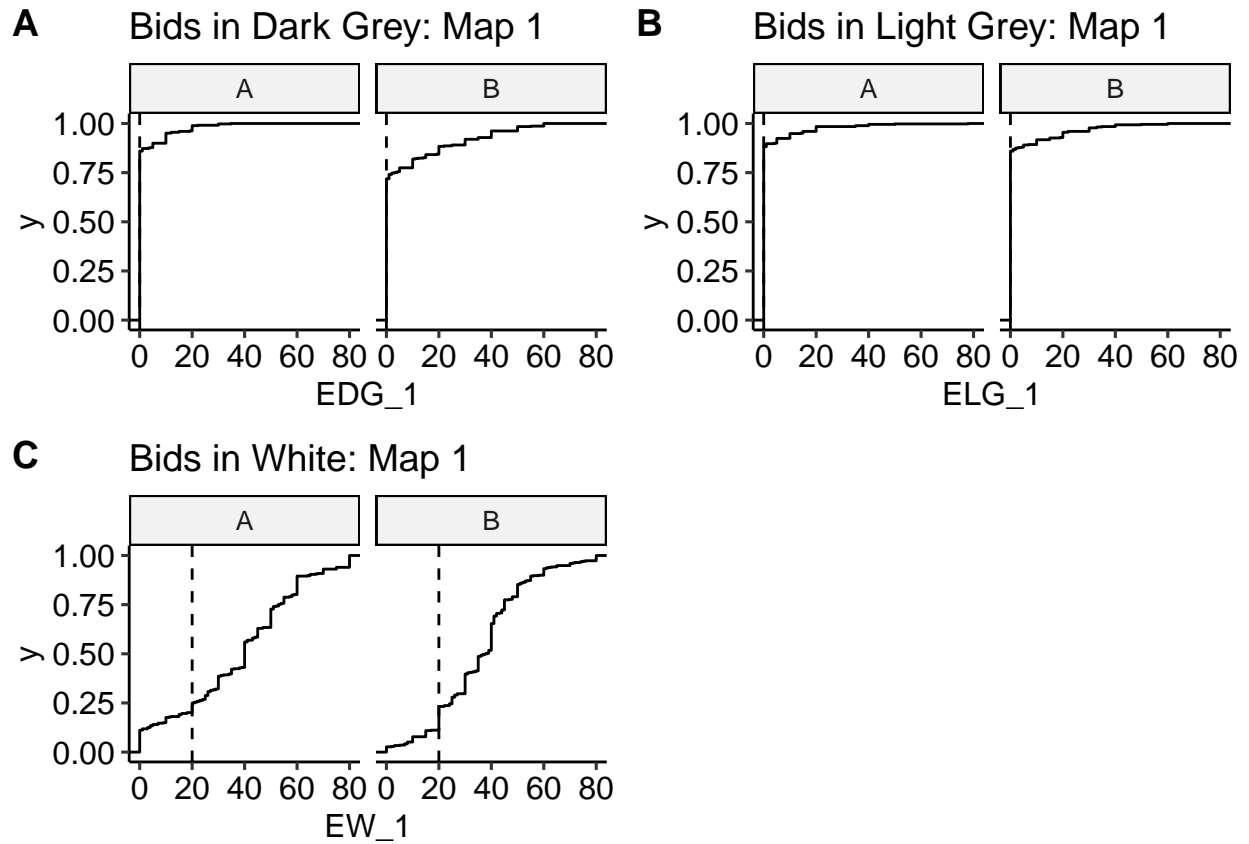 A Bids in Dark Grey: Map 1
A B
1.00
0.75
0.50
0.25
0.00
y
0 20 40 60 80 0 20 40 60 80
EDG_1
B Bids in Light Grey: Map 1
A B
1.00
0.75
0.50
0.25
0.00
y
0 20 40 60 80 0 20 40 60 80
ELG_1
C Bids in White: Map 1
A B
1.00
0.75
0.50
0.25
0.00
y
0 20 40 60 80 0 20 40 60 80
EW_1